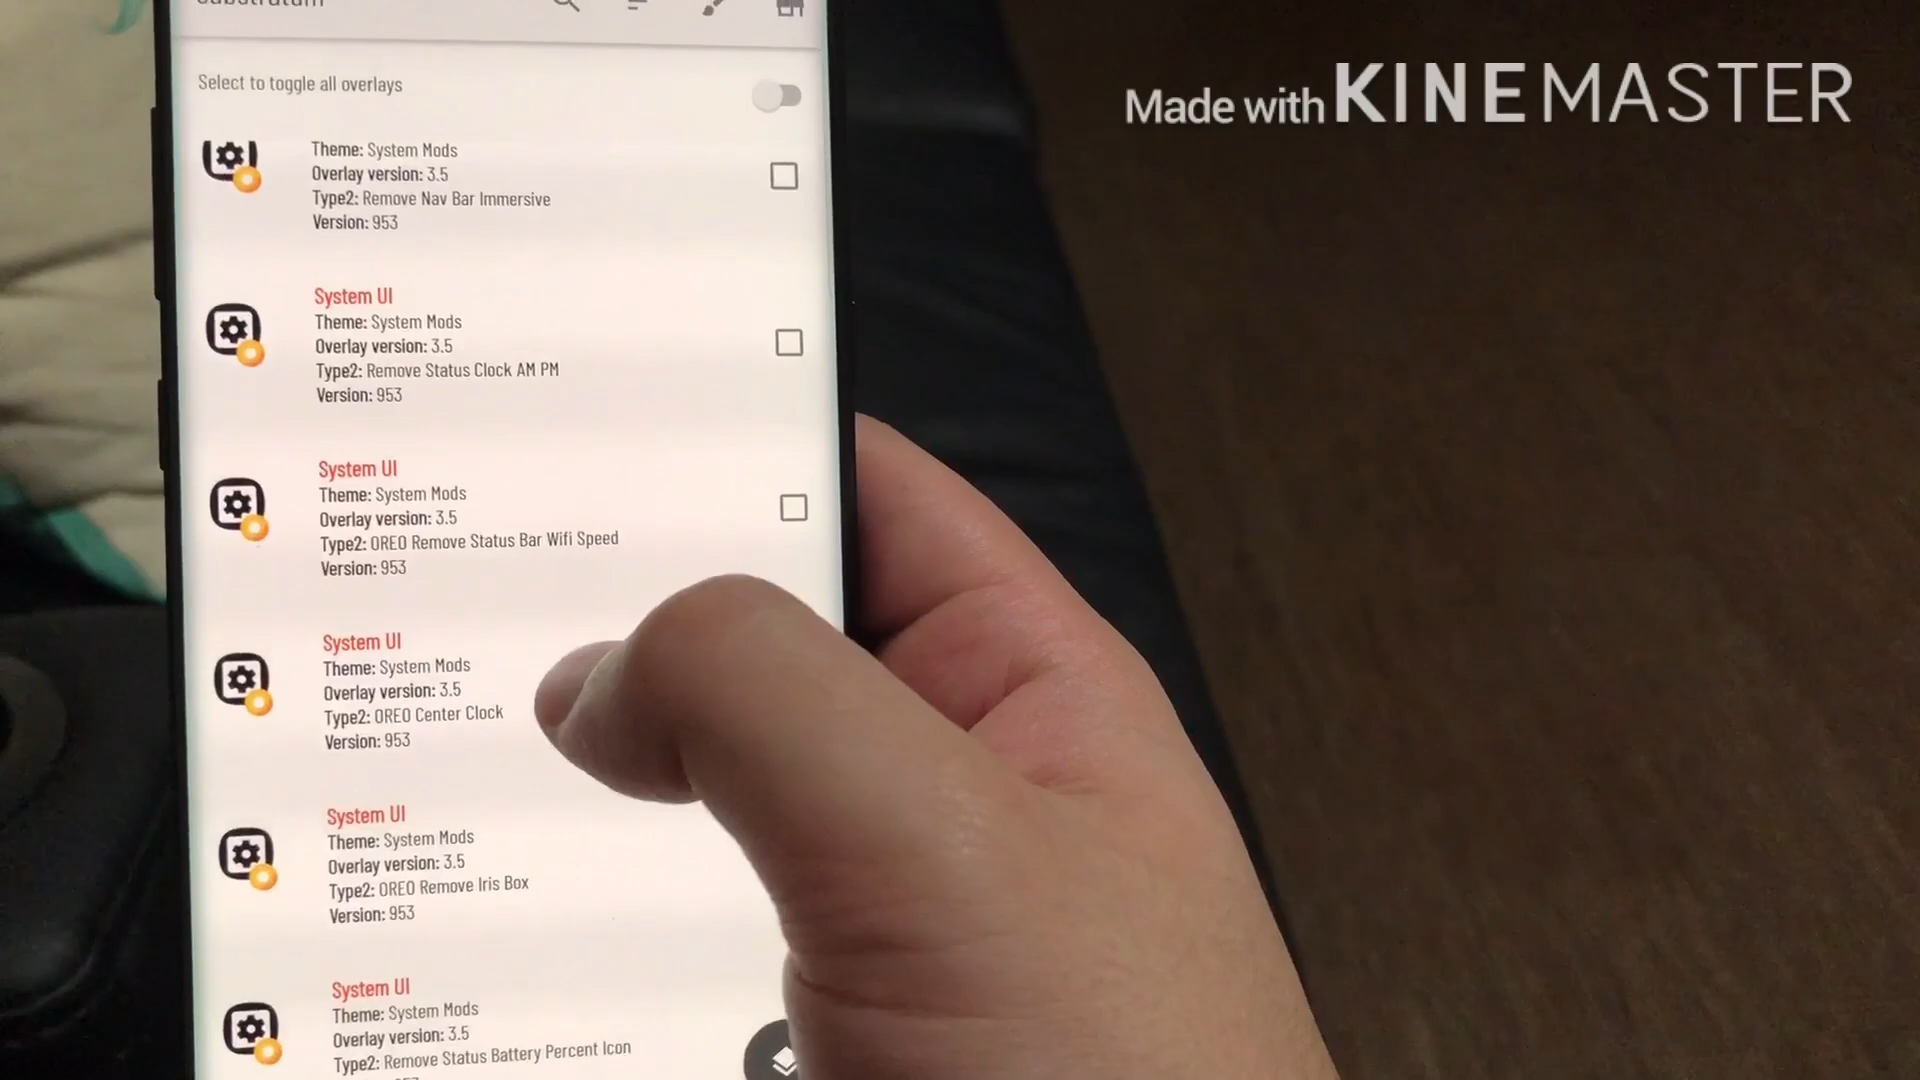 Substratum
Made with KINEMASTER
Select to toggle all overlays
Theme: System Mods
Overlay version: 3.5
Type2: Remove Nav Bar Immersive
Version: 953
System UI
Theme: System Mods
Overlay version: 3.5
Type2: Remove Status Clock AM PM
Version: 953
System UI
Theme: System Mods
Overlay version: 3.5
Type2: OREO Remove Status Bar Wifi Speed
Version: 953
System UI
Theme: System Mods
Overlay version: 3.5
Type2: OREO Center Clock
Version: 953
System UI
Theme: System Mods
Overlay version: 3.5
Type2: OREO Remove Iris Box
Version: 953
System UI
Theme: System Mods
Overlay version: 3.5
Type2: Remove Status Battery Percent Icon